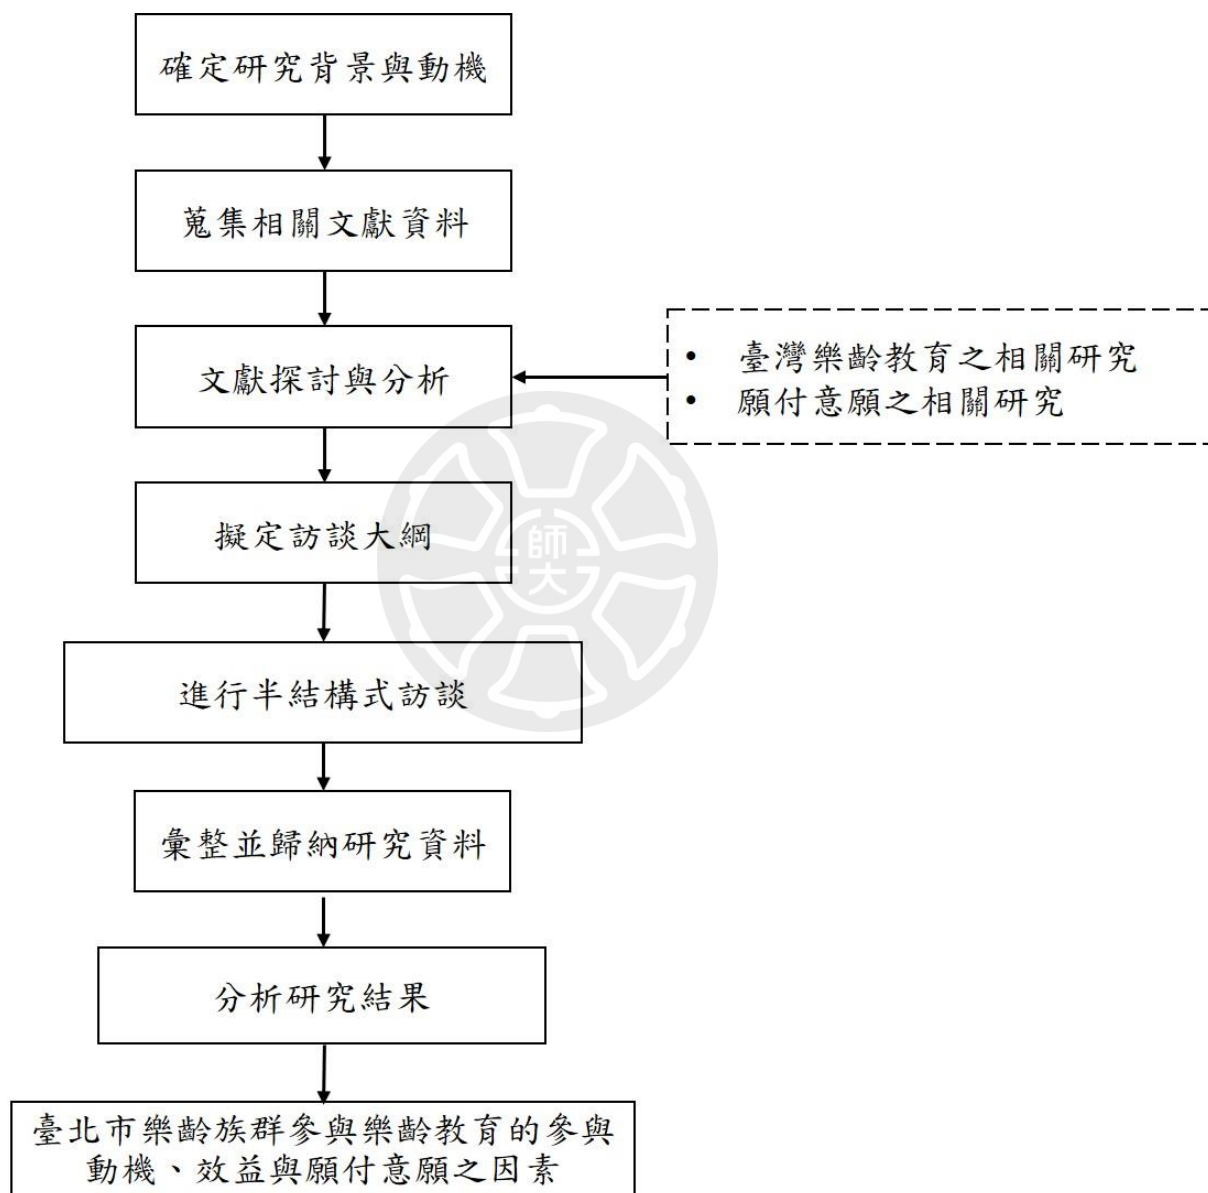 確定研究背景與動機
蒐集相關文獻資料
文獻探討與分析
• 臺灣樂齡教育之相關研究
• 願付意願之相關研究
擬定訪談大綱
師大
進行半結構式訪談
彙整並歸納研究資料
分析研究結果
臺北市樂齡族群參與樂齡教育的參與
動機、效益與願付意願之因素